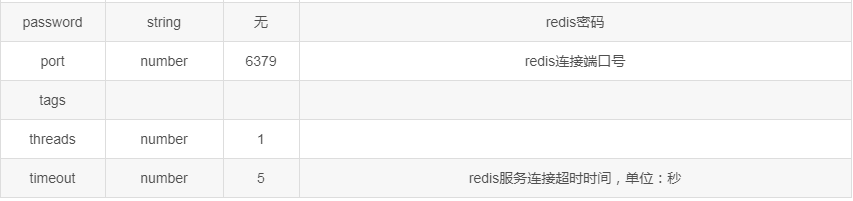 password string 无 redis密码
port number 6379 redis连接端口号
tags
threads number 1
timeout number 5 redis服务连接超时时间，单位：秒